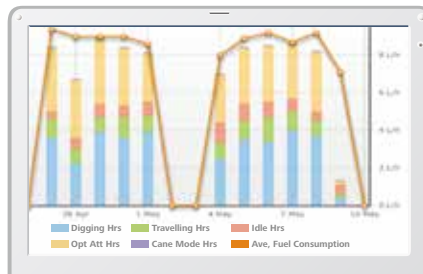 28 Apr 1 May 4 May 7 May 10 May
Digging Hrs Travelling Hrs Idle Hrs
Opt Att Hrs Cane Mode Hrs Ave, Fuel Consumption